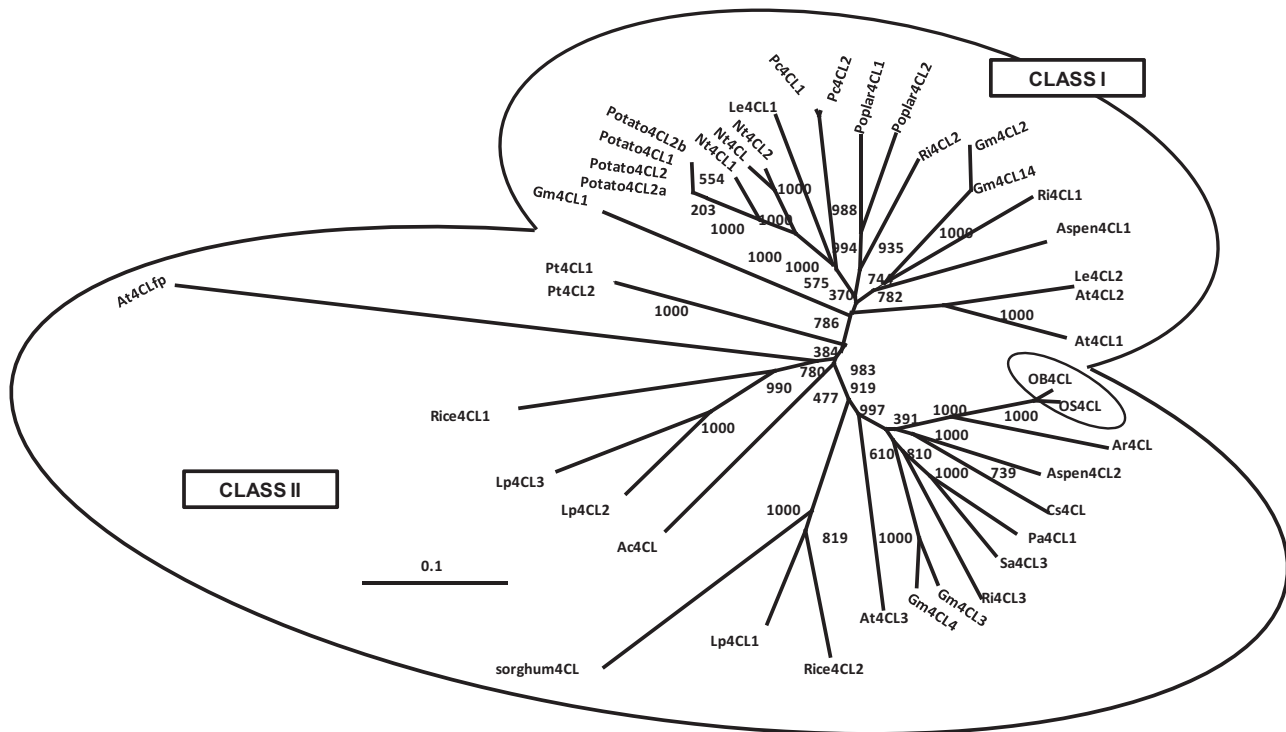 CLASS I
Pc4CL1
Pc4CL2
Poplar4CL1
Poplar4CL2
Le4CL1
Nt4CL2
Nt4CL
Nt4CL1
Potato4CL2b
Potato4CL1
Potato4CL2
Potato4CL2a
Gm4CL1
Ri4CL2
Gm4CL2
Gm4CL14
Ri4CL1
Aspen4CL1
Le4CL2
At4CL2
At4CL1
554
203
1000
1000
1000
1000
1000
575
370
988
994
935
744
782
1000
1000
786
Pt4CL1
Pt4CL2
1000
At4CLfp
384
780
990
477
983
919
997
391
1000
1000
OB4CL
OS4CL
Ar4CL
1000
Aspen4CL2
739
Cs4CL
610
810
1000
Pa4CL1
Sa4CL3
Ri4CL3
1000
Gm4CL3
Gm4CL4
At4CL3
Rice4CL1
1000
Lp4CL3
Lp4CL2
Ac4CL
CLASS II
0.1
1000
819
Lp4CL1
Rice4CL2
sorghum4CL